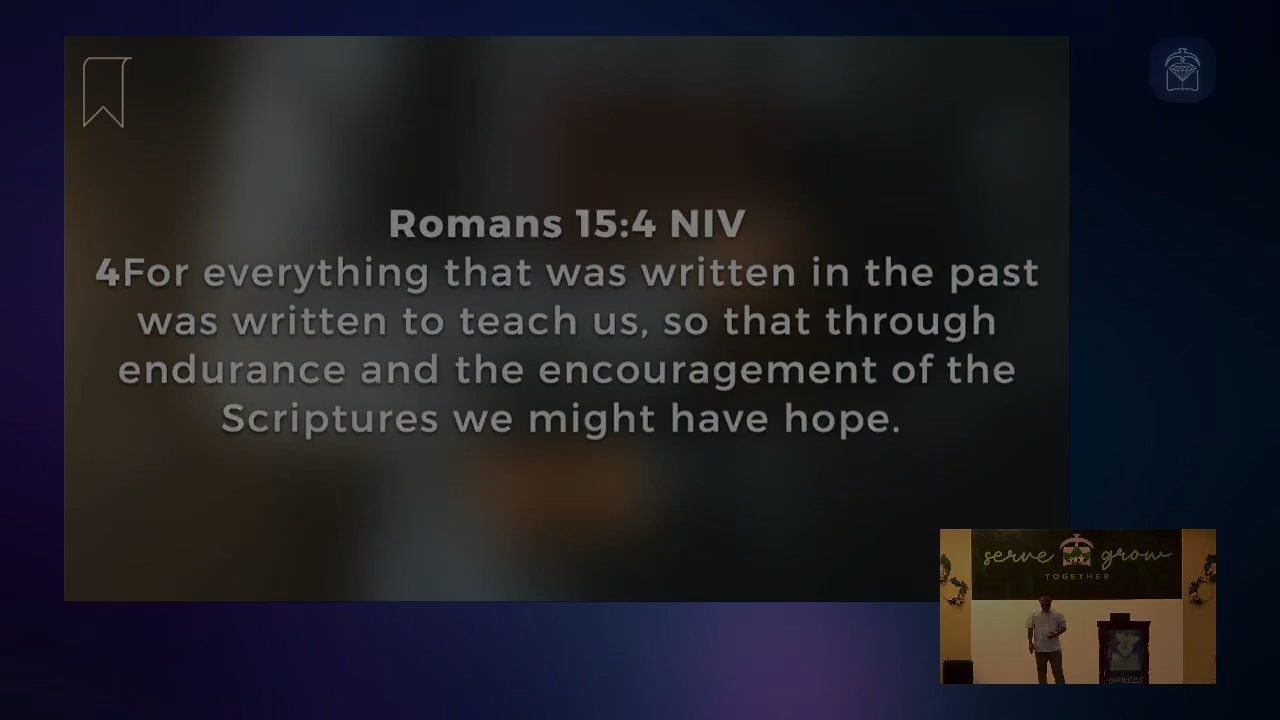 Romans 15:4 NIV
4For everything that was written in the past
was written to teach us, so that through
endurance and the encouragement of the
Scriptures we might have hope.
serve grow
TOGETHER